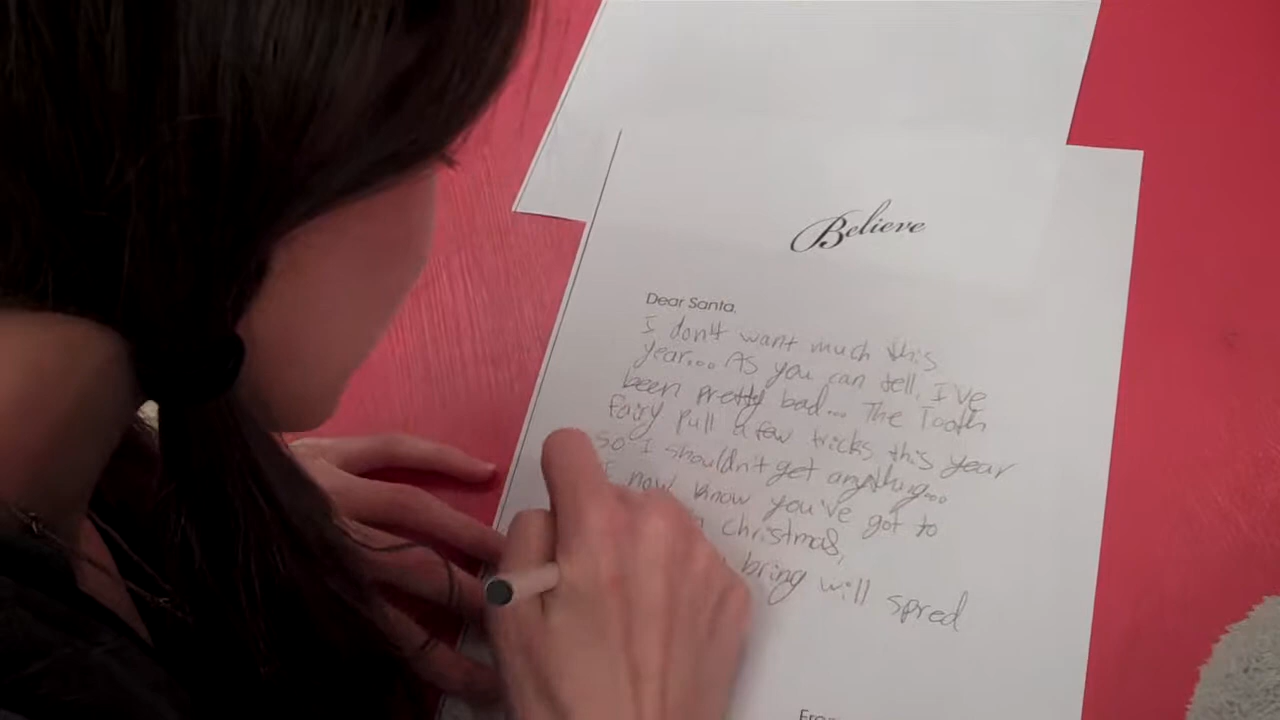 Believe
Dear Santa,
I don't want much this
year... As you can tell, I've
been pretty bad... The Tooth
fairy pull a few tricks this year
so I shouldn't get anything...
I now know you've got to
christmas,
bring will spred